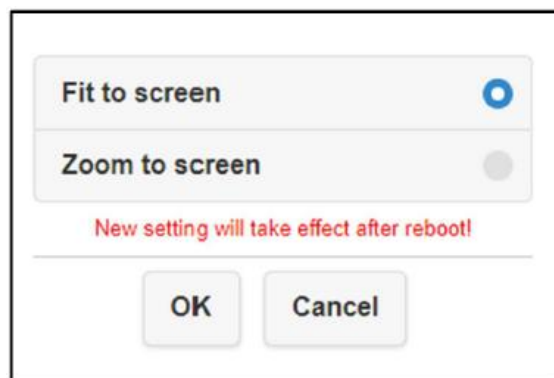 Fit to screen
Zoom to screen
New setting will take effect after reboot!
OK Cancel